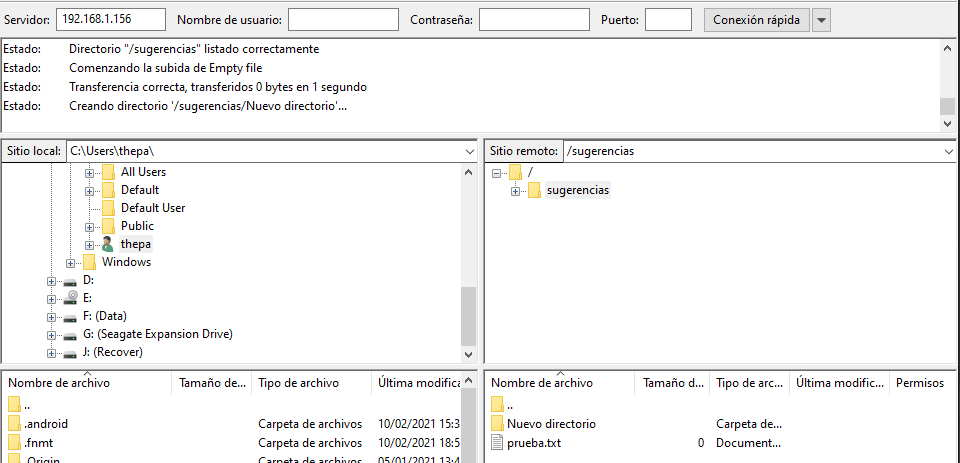 Servidor: 192.168.1.156 Nombre de usuario: Contraseña: Puerto: Conexión rápida
Estado: Directorio "/sugerencias" listado correctamente
Estado: Comenzando la subida de Empty file
Estado: Transferencia correcta, transferidos 0 bytes en 1 segundo
Estado: Creando directorio '/sugerencias/Nuevo directorio'...
Sitio local: C:\Users\thepa\
All Users
Default
Default User
Public
thepa
Windows
D:
E:
F: (Data)
G: (Seagate Expansion Drive)
J: (Recover)
Sitio remoto: /sugerencias
/
sugerencias
Nombre de archivo Tamaño de... Tipo de archivo Última modifica
..
.android Carpeta de archivos 10/02/2021 15:3
.fnmt Carpeta de archivos 10/02/2021 18:5
.Origin Carpeta de archivos 05/01/2021 13:4
Nombre de archivo Tamaño d... Tipo de arc... Última modific... Permisos
..
Nuevo directorio Carpeta de...
prueba.txt 0 Document...